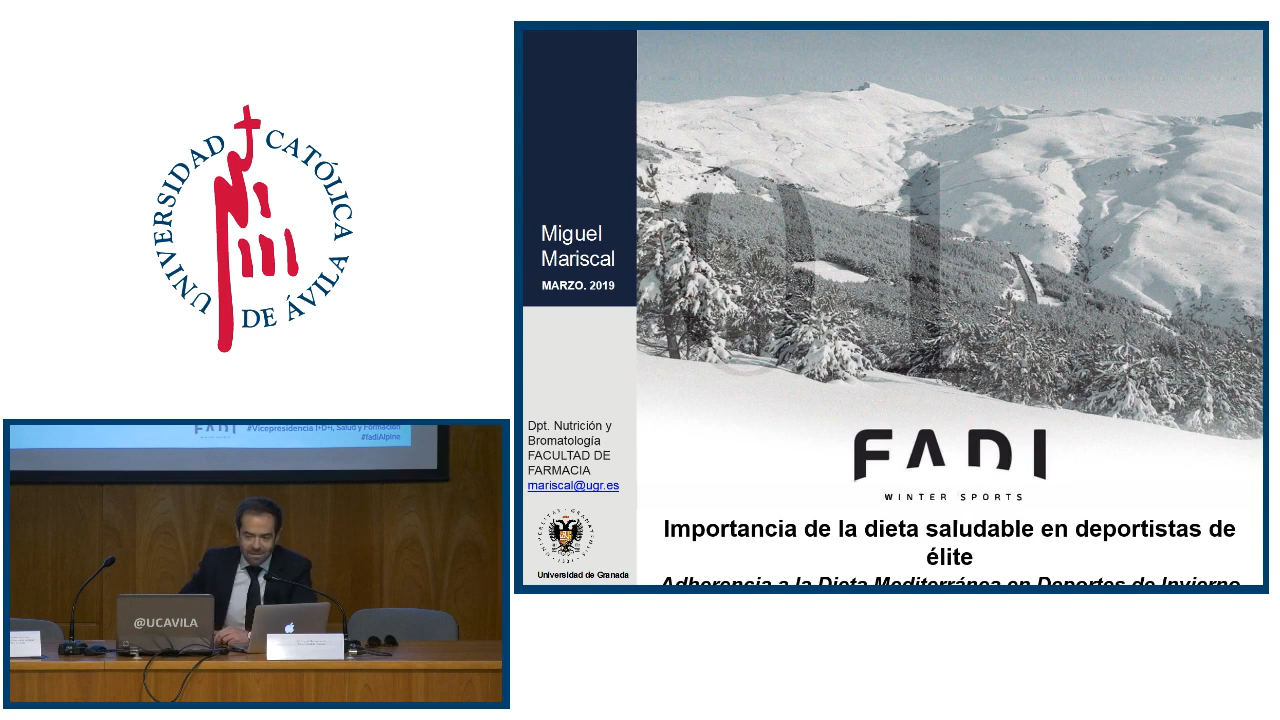 UNIVERSIDAD CATÓLICA
DE ÁVILA
Miguel
Mariscal
MARZO. 2019
Dpt. Nutrición y
Bromatología
FACULTAD DE
FARMACIA
mariscal@ugr.es
Universidad de Granada
FADI
WINTER SPORTS
Importancia de la dieta saludable en deportistas de
élite
Adherencia a la Dieta Mediterránea en Deportes de Invierno
FADI
#Vicepresidencia I+D+i, Salud y Formación
#fadiAlpine
@UCAVILA